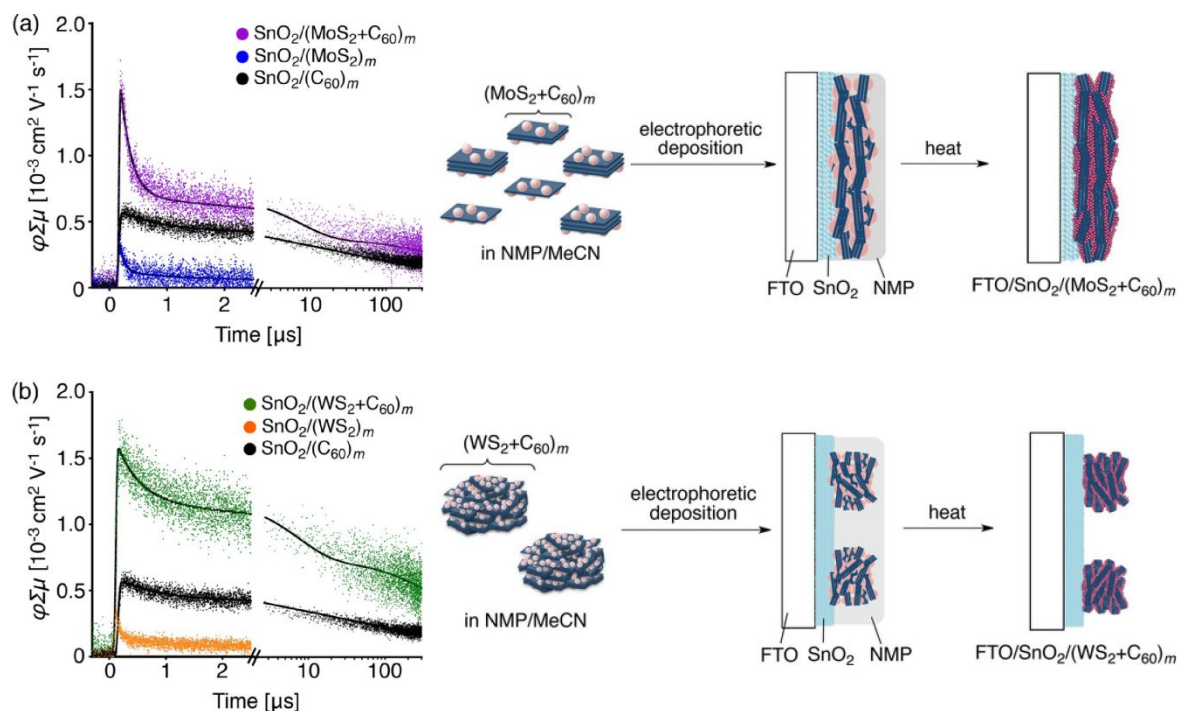 (a)
2.0
1.5
1.0
0.5
0
φΣμ [10⁻³ cm² V⁻¹ s⁻¹]
SnO₂/(MoS₂+C₆₀)ₘ
SnO₂/(MoS₂)ₘ
SnO₂/(C₆₀)ₘ
0 1 2 10 100
Time [µs]
(MoS₂+C₆₀)ₘ
in NMP/MeCN
electrophoretic
deposition
FTO SnO₂ NMP
heat
FTO/SnO₂/(MoS₂+C₆₀)ₘ
(b)
2.0
1.5
1.0
0.5
0
φΣμ [10⁻³ cm² V⁻¹ s⁻¹]
SnO₂/(WS₂+C₆₀)ₘ
SnO₂/(WS₂)ₘ
SnO₂/(C₆₀)ₘ
0 1 2 10 100
Time [µs]
(WS₂+C₆₀)ₘ
in NMP/MeCN
electrophoretic
deposition
FTO SnO₂ NMP
heat
FTO/SnO₂/(WS₂+C₆₀)ₘ